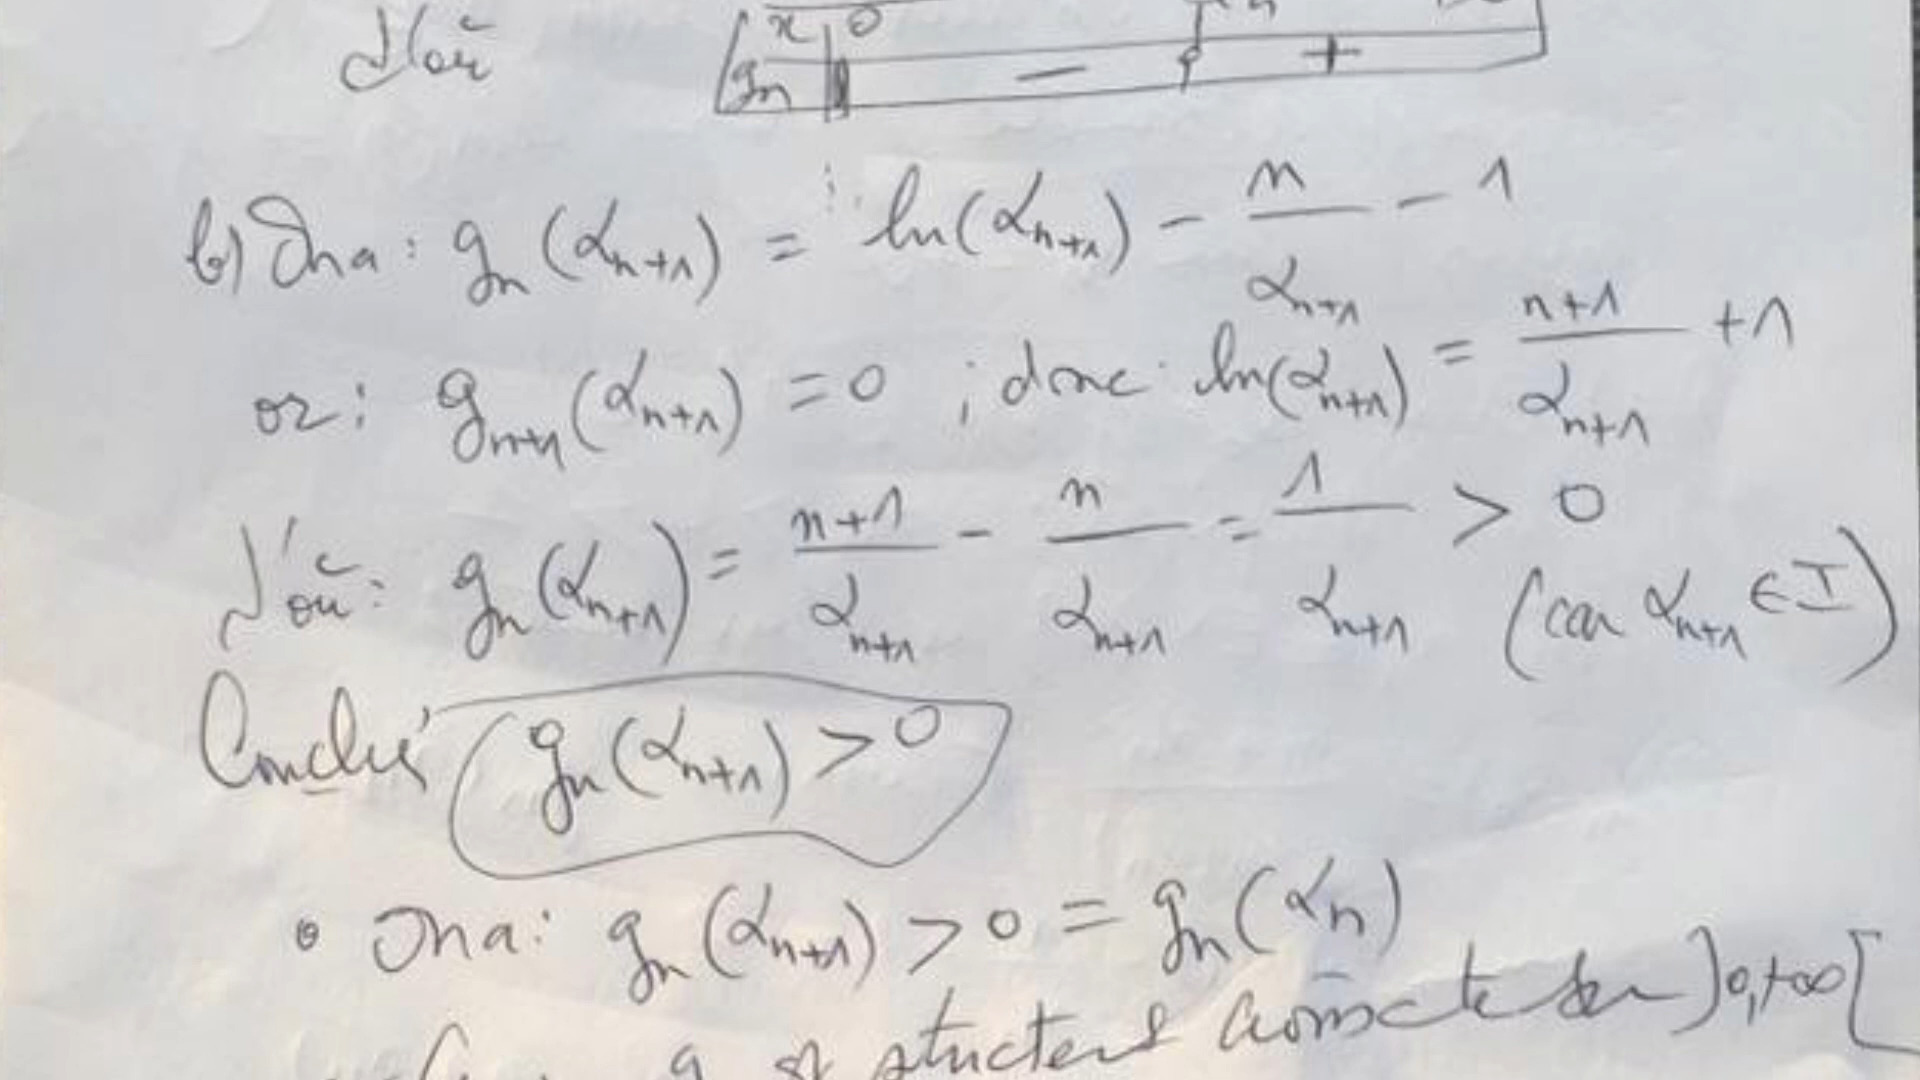 d'où x 0
gn − +
b) On a : gn(αn+1) = ln(αn+1) − n/αn+1 − 1
or : gn+1(αn+1) = 0 ; donc ln(αn+1) = n+1/αn+1 + 1
d'où : gn(αn+1) = n+1/αn+1 − n/αn+1 = 1/αn+1 > 0
(car αn+1 ∈ I)
Conclu gn(αn+1) > 0
• On a : gn(αn+1) > 0 = gn(αn)
g st strictement sur ]0,+∞[